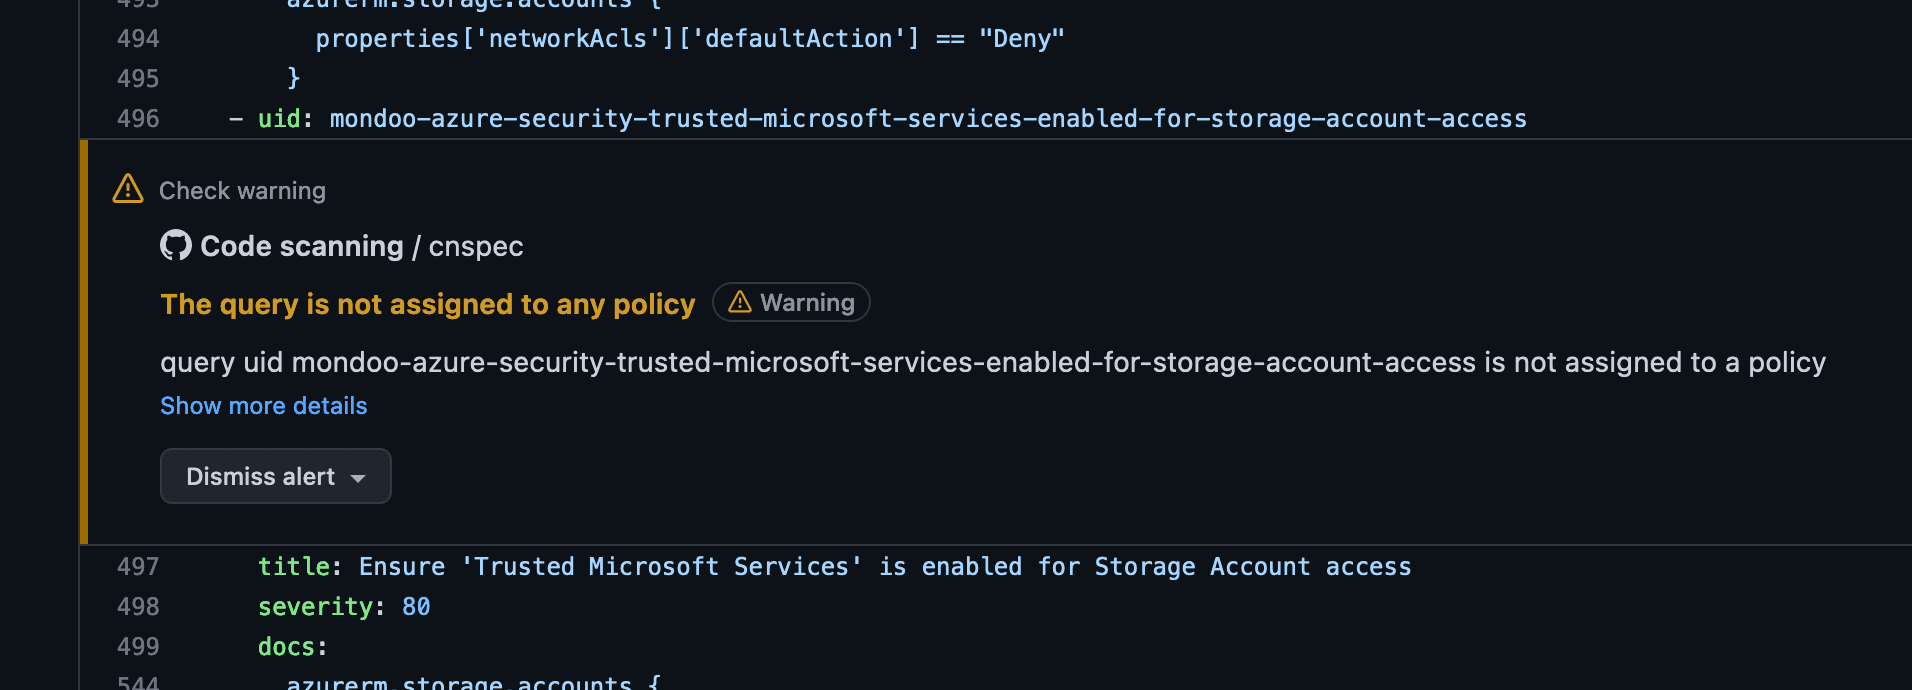 493 azurerm.storage.accounts {
494 properties['networkAcls']['defaultAction'] == "Deny"
495 }
496 - uid: mondoo-azure-security-trusted-microsoft-services-enabled-for-storage-account-access
Check warning
Code scanning / cnspec
The query is not assigned to any policy Warning
query uid mondoo-azure-security-trusted-microsoft-services-enabled-for-storage-account-access is not assigned to a policy
Show more details
Dismiss alert
497 title: Ensure 'Trusted Microsoft Services' is enabled for Storage Account access
498 severity: 80
499 docs:
544 azurerm.storage.accounts {